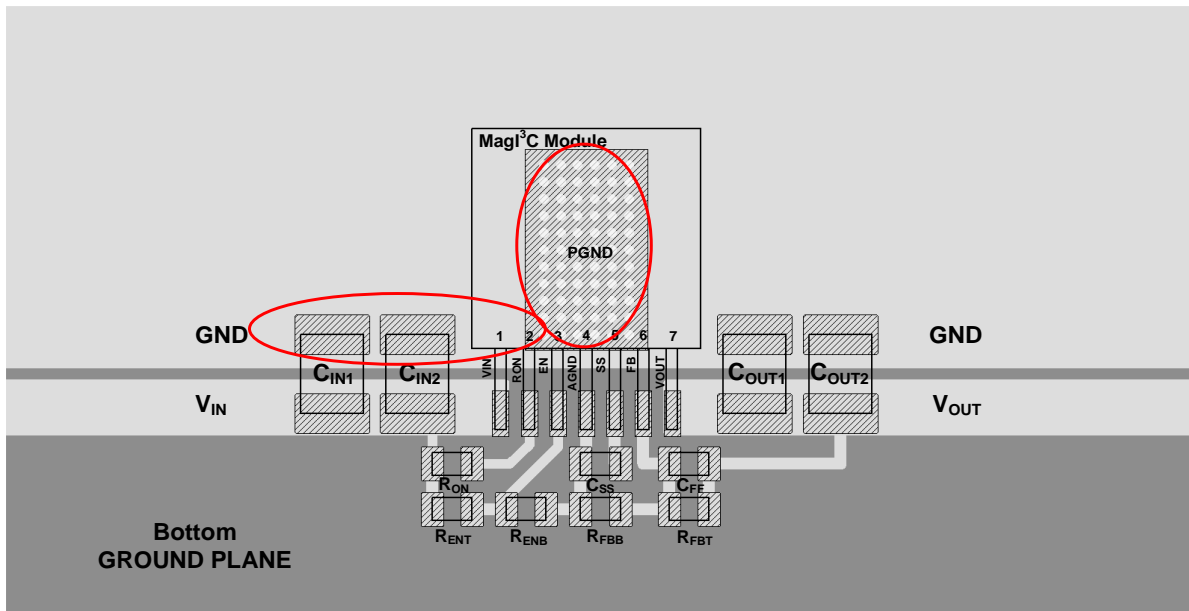 MagI³C Module
PGND
1 2 3 4 5 6 7
GND
GND
VIN
RON
EN
AGND
SS
FB
VOUT
CIN1
CIN2
COUT1
COUT2
VIN
VOUT
RON
CSS
CFF
RENT
RENB
RFBB
RFBT
Bottom
GROUND PLANE